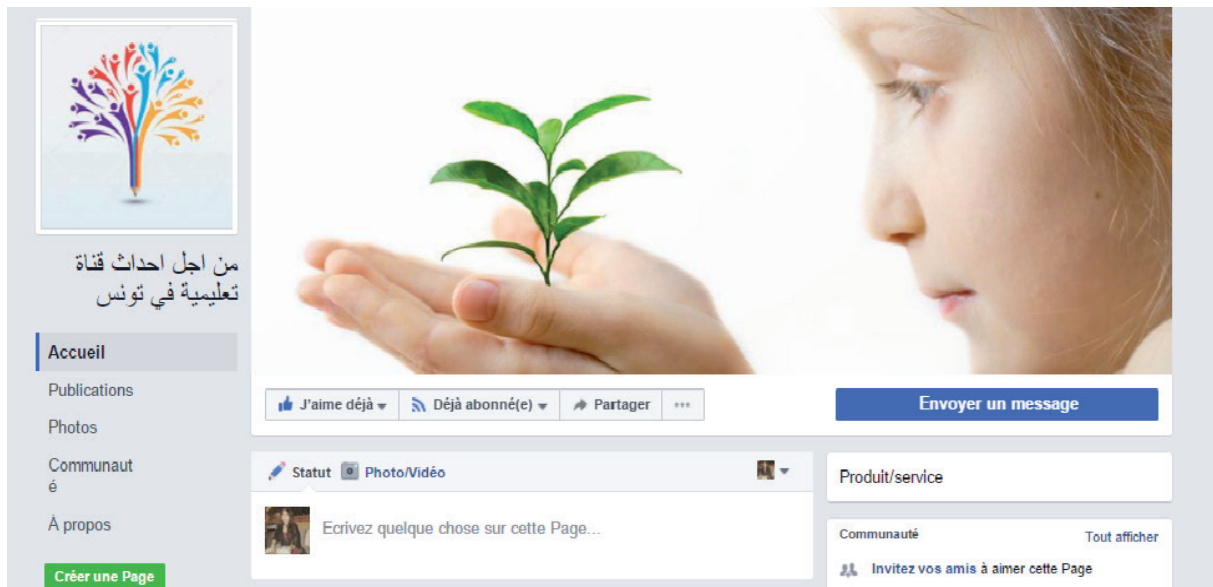 من اجل احداث قناة
تعليمية في تونس
Accueil
Publications
Photos
Communaut
é
À propos
Créer une Page
J'aime déjà
Déjà abonné(e)
Partager
Envoyer un message
Statut
Photo/Vidéo
Ecrivez quelque chose sur cette Page...
Produit/service
Communauté
Tout afficher
Invitez vos amis à aimer cette Page